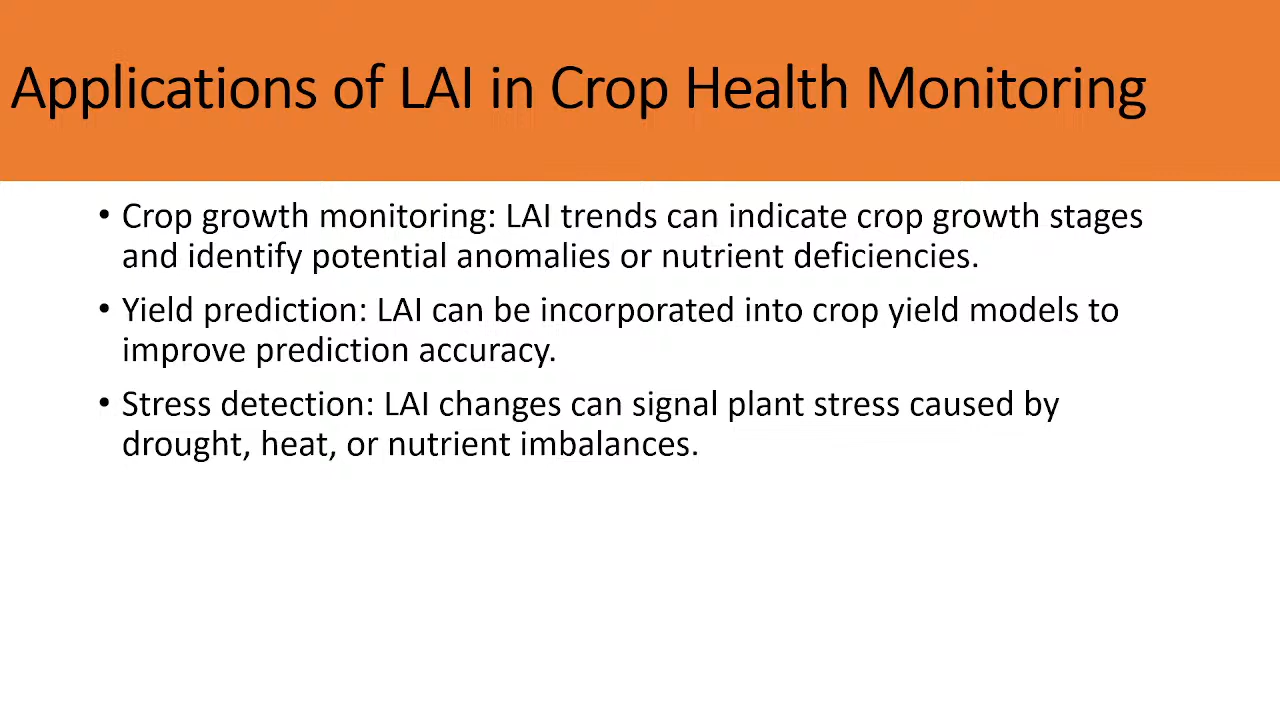 Applications of LAI in Crop Health Monitoring
• Crop growth monitoring: LAI trends can indicate crop growth stages
and identify potential anomalies or nutrient deficiencies.
• Yield prediction: LAI can be incorporated into crop yield models to
improve prediction accuracy.
• Stress detection: LAI changes can signal plant stress caused by
drought, heat, or nutrient imbalances.